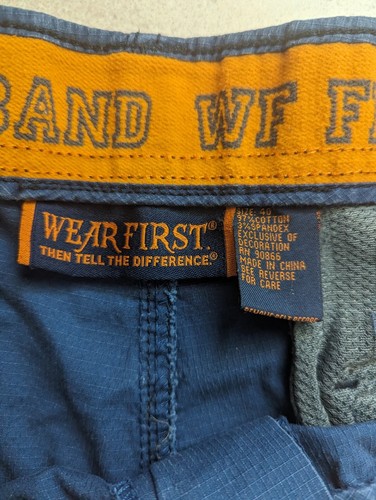 BAND WF
WEARFIRST®
THEN TELL THE DIFFERENCE®
SIZE 40
97% COTTON
3% SPANDEX
EXCLUSIVE OF
DECORATION
RN 90866
MADE IN CHINA
SEE REVERSE
FOR CARE